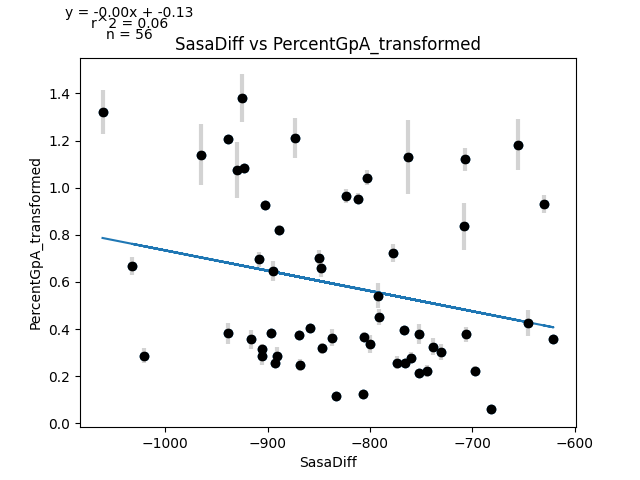 y = -0.00x + -0.13
r^2 = 0.06
n = 56
SasaDiff vs PercentGpA_transformed
PercentGpA_transformed
1.4
1.2
1.0
0.8
0.6
0.4
0.2
0.0
−1000 −900 −800 −700 −600
SasaDiff